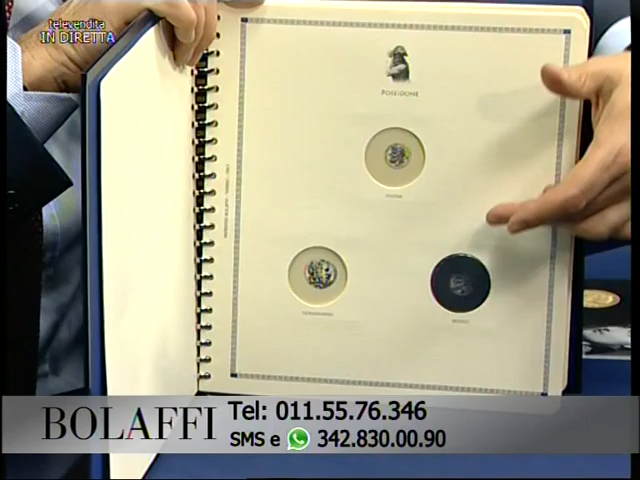 televendita
IN DIRETTA
POSEIDONE
BOLAFFI
Tel: 011.55.76.346
SMS e 342.830.00.90